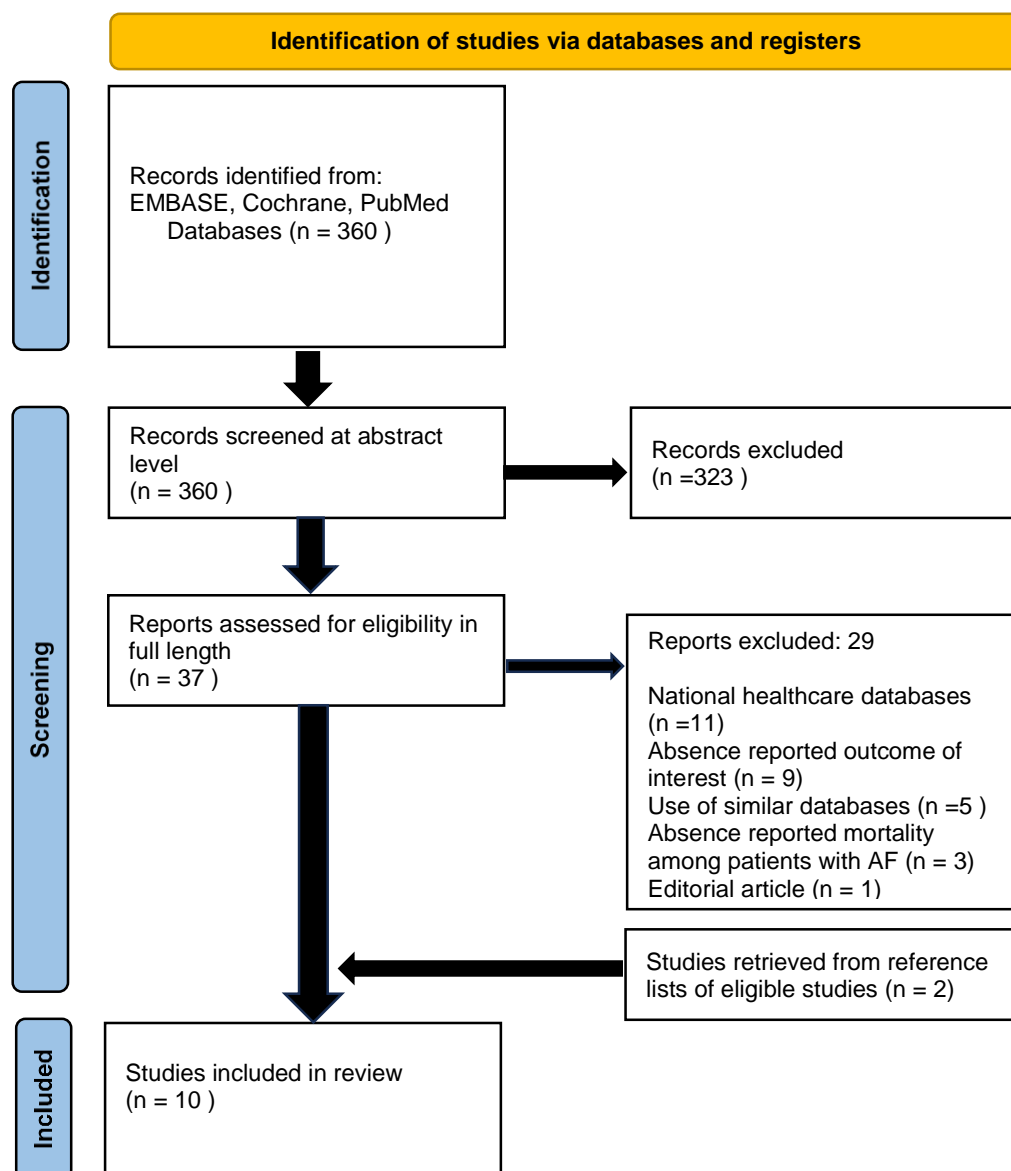 Identification of studies via databases and registers
Identification
Records identified from:
EMBASE, Cochrane, PubMed
Databases (n = 360 )
Screening
Records screened at abstract
level
(n = 360 )
Records excluded
(n =323 )
Reports assessed for eligibility in
full length
(n = 37 )
Reports excluded: 29
National healthcare databases
(n =11)
Absence reported outcome of
interest (n = 9)
Use of similar databases (n =5 )
Absence reported mortality
among patients with AF (n = 3)
Editorial article (n = 1)
Studies retrieved from reference
lists of eligible studies (n = 2)
Included
Studies included in review
(n = 10 )